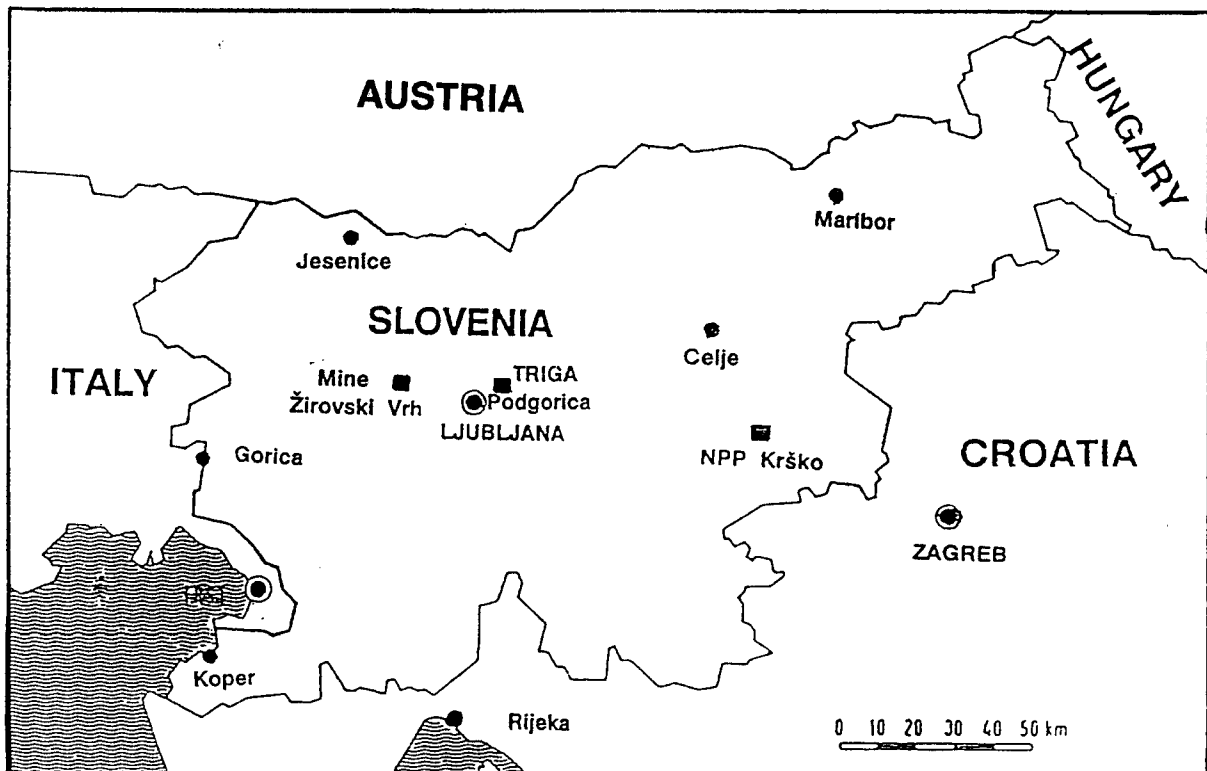 AUSTRIA
HUNGARY
Maribor
Jesenice
SLOVENIA
Celje
ITALY
Mine
TRIGA
Žirovski Vrh
Podgorica
LJUBLJANA
Gorica
NPP Krško
CROATIA
ZAGREB
Koper
Rijeka
0 10 20 30 40 50 km